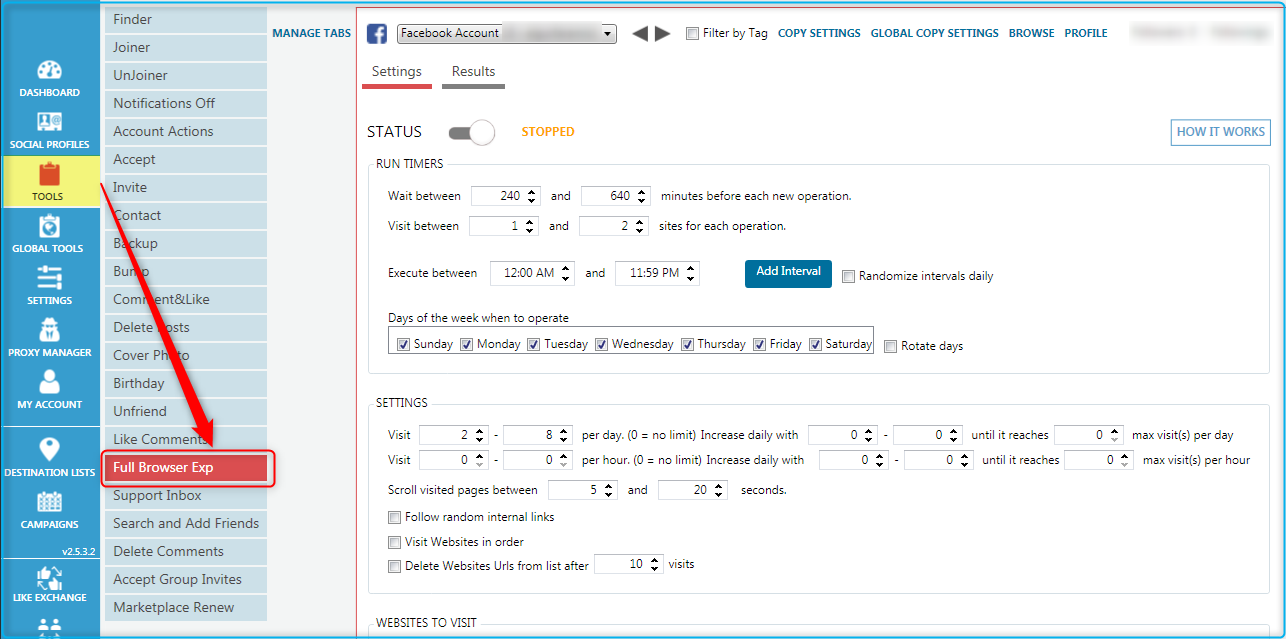 DASHBOARD
SOCIAL PROFILES
TOOLS
GLOBAL TOOLS
SETTINGS
PROXY MANAGER
MY ACCOUNT
DESTINATION LISTS
CAMPAIGNS
v2.5.3.2
LIKE EXCHANGE
Finder
Joiner
UnJoiner
Notifications Off
Account Actions
Accept
Invite
Contact
Backup
Bump
Comment&Like
Delete Posts
Cover Photo
Birthday
Unfriend
Like Comments
Full Browser Exp
Support Inbox
Search and Add Friends
Delete Comments
Accept Group Invites
Marketplace Renew
MANAGE TABS
Facebook Account
Filter by Tag COPY SETTINGS GLOBAL COPY SETTINGS BROWSE PROFILE
Settings Results
STATUS STOPPED HOW IT WORKS
RUN TIMERS
Wait between 240 and 640 minutes before each new operation.
Visit between 1 and 2 sites for each operation.
Execute between 12:00 AM and 11:59 PM Add Interval Randomize intervals daily
Days of the week when to operate
Sunday Monday Tuesday Wednesday Thursday Friday Saturday Rotate days
SETTINGS
Visit 2 - 8 per day. (0 = no limit) Increase daily with 0 - 0 until it reaches 0 max visit(s) per day
Visit 0 - 0 per hour. (0 = no limit) Increase daily with 0 - 0 until it reaches 0 max visit(s) per hour
Scroll visited pages between 5 and 20 seconds.
Follow random internal links
Visit Websites in order
Delete Websites Urls from list after 10 visits
WEBSITES TO VISIT